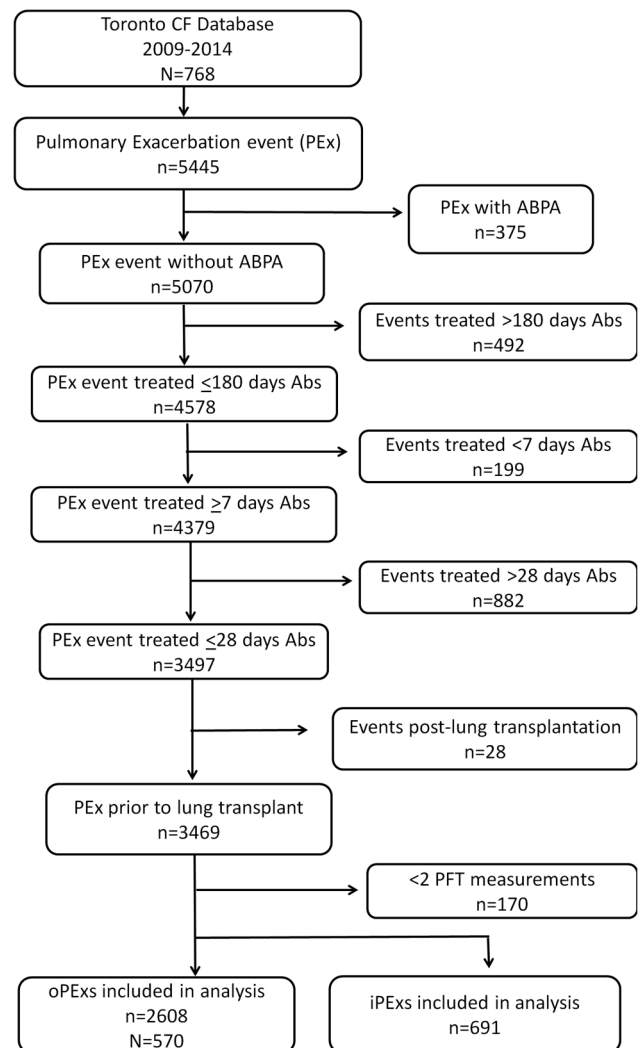 Toronto CF Database
2009-2014
N=768
Pulmonary Exacerbation event (PEx)
n=5445
PEx with ABPA
n=375
PEx event without ABPA
n=5070
Events treated >180 days Abs
n=492
PEx event treated ≤180 days Abs
n=4578
Events treated <7 days Abs
n=199
PEx event treated ≥7 days Abs
n=4379
Events treated >28 days Abs
n=882
PEx event treated ≤28 days Abs
n=3497
Events post-lung transplantation
n=28
PEx prior to lung transplant
n=3469
<2 PFT measurements
n=170
oPExs included in analysis
n=2608
N=570
iPExs included in analysis
n=691